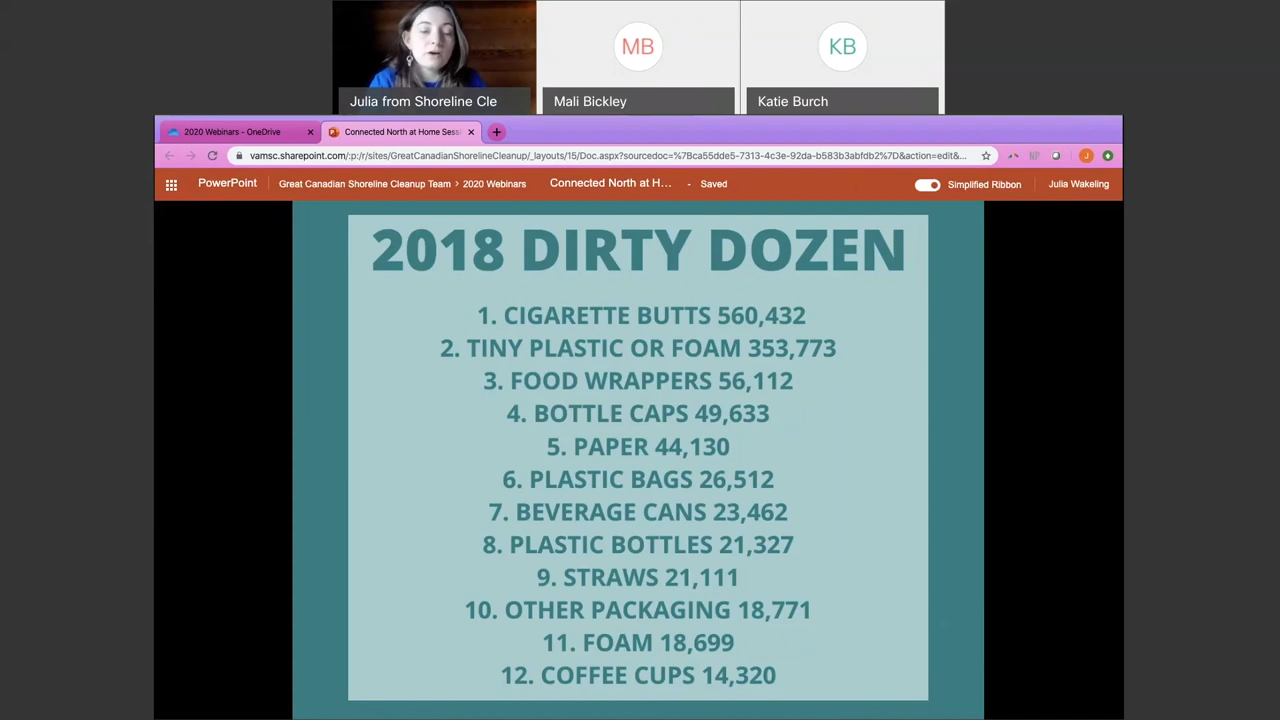 MB
KB
Julia from Shoreline Cle
Mali Bickley
Katie Burch
2020 Webinars - OneDrive
Connected North at Home Sess
vamsc.sharepoint.com/:p:/r/sites/GreatCanadianShorelineCleanup/_layouts/15/Doc.aspx?sourcedoc=%7Bca55dde5-7313-4c3e-92da-b583b3abfdb2%7D&action=edit&...
NP
J
PowerPoint
Great Canadian Shoreline Cleanup Team > 2020 Webinars
Connected North at H... - Saved
Simplified Ribbon
Julia Wakeling
2018 DIRTY DOZEN
1. CIGARETTE BUTTS 560,432
2. TINY PLASTIC OR FOAM 353,773
3. FOOD WRAPPERS 56,112
4. BOTTLE CAPS 49,633
5. PAPER 44,130
6. PLASTIC BAGS 26,512
7. BEVERAGE CANS 23,462
8. PLASTIC BOTTLES 21,327
9. STRAWS 21,111
10. OTHER PACKAGING 18,771
11. FOAM 18,699
12. COFFEE CUPS 14,320